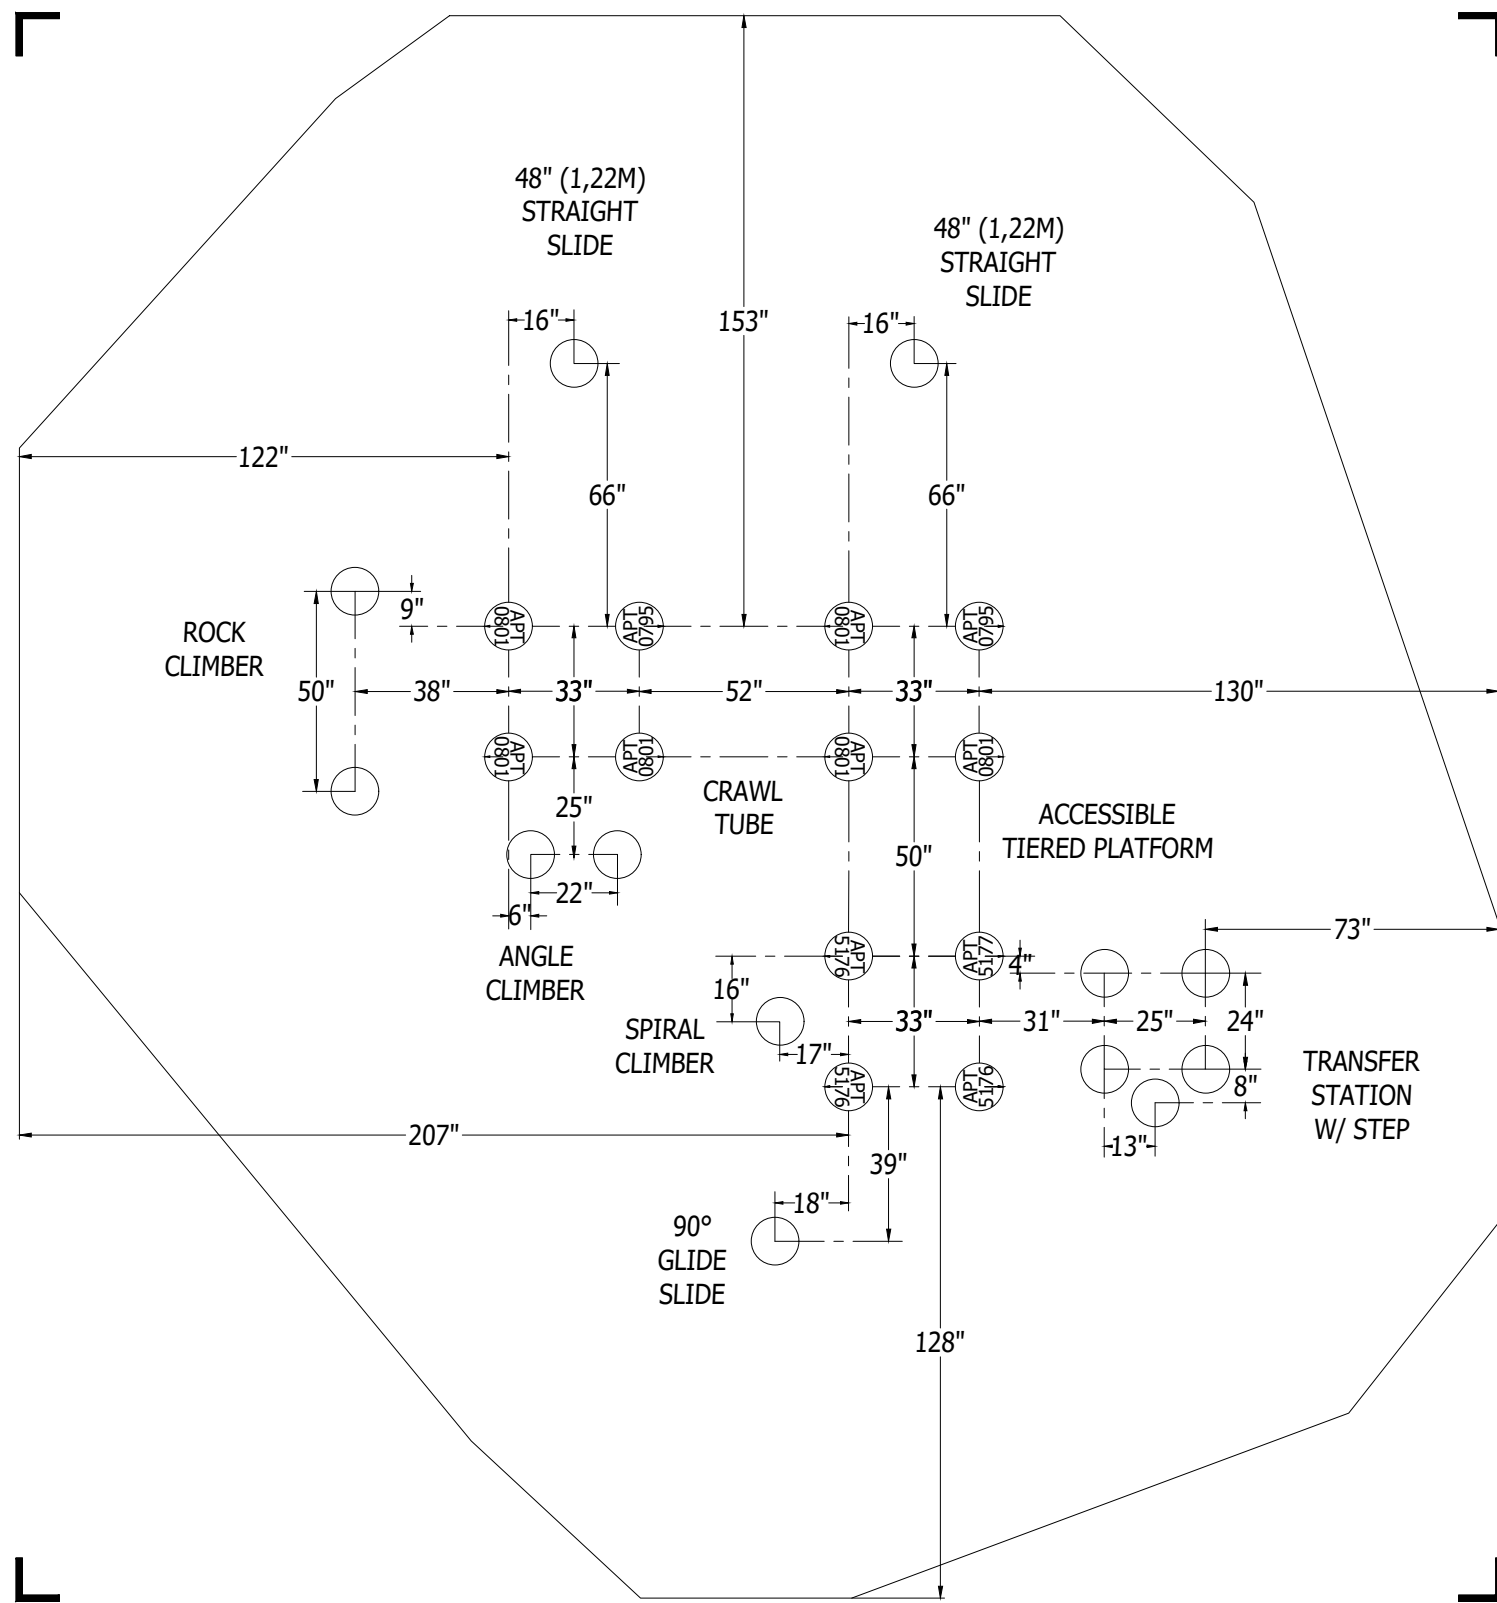 48" (1,22M)
STRAIGHT
SLIDE
48" (1,22M)
STRAIGHT
SLIDE
16"
153"
16"
122"
66"
66"
9"
APT
0801
APT
0795
APT
0801
APT
0795
ROCK
CLIMBER
50"
38"
33"
52"
33"
130"
APT
0801
APT
0801
APT
0801
APT
0801
25"
CRAWL
TUBE
ACCESSIBLE
TIERED PLATFORM
50"
22"
6"
73"
ANGLE
CLIMBER
APT
5176
APT
5177
4"
16"
SPIRAL
CLIMBER
33"
31"
25"
24"
17"
TRANSFER
STATION
W/ STEP
APT
5176
APT
5176
8"
207"
13"
39"
18"
90°
GLIDE
SLIDE
128"